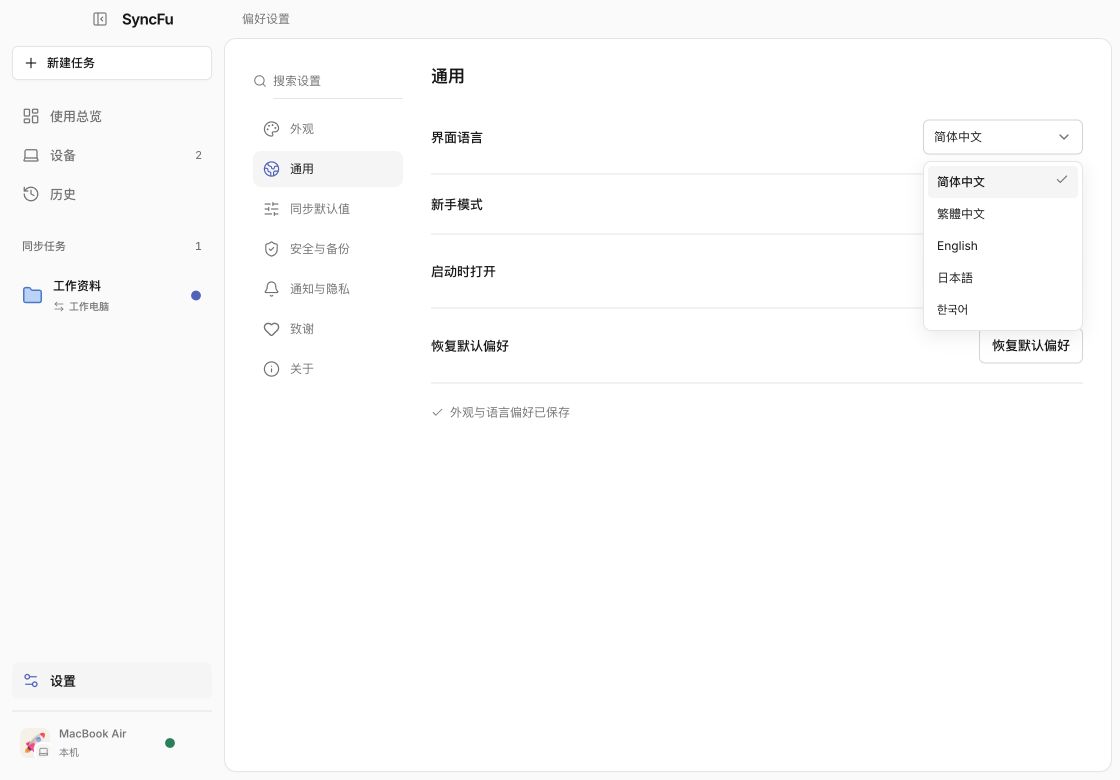 SyncFu
偏好设置
新建任务
使用总览
设备 2
历史
同步任务 1
工作资料
工作电脑
设置
MacBook Air
本机
搜索设置
外观
通用
同步默认值
安全与备份
通知与隐私
致谢
关于
通用
界面语言
简体中文
简体中文
繁體中文
English
日本語
한국어
新手模式
启动时打开
恢复默认偏好
恢复默认偏好
外观与语言偏好已保存